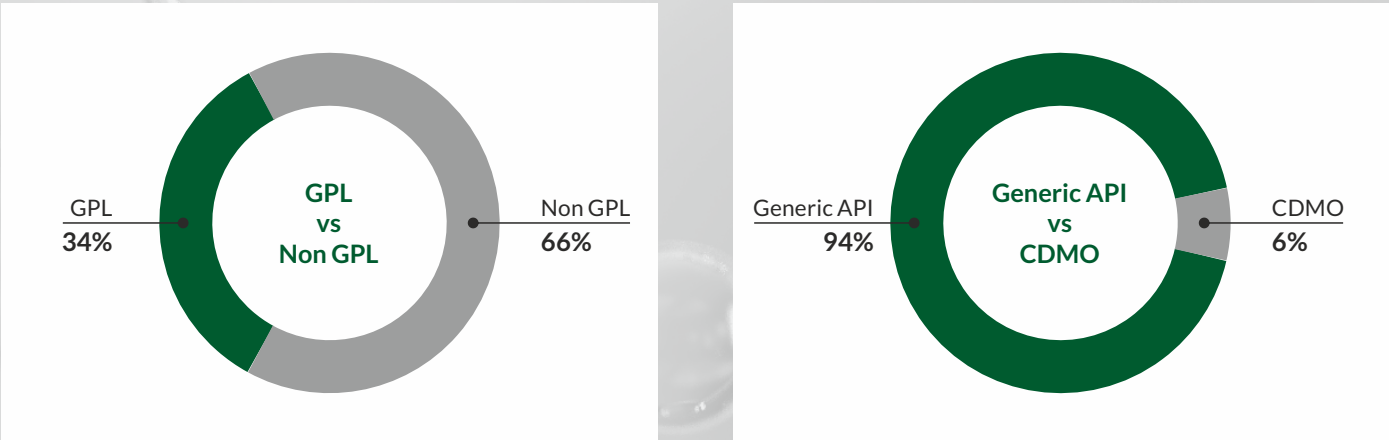 GPL
34%
GPL
vs
Non GPL
Non GPL
66%
Generic API
94%
Generic API
vs
CDMO
CDMO
6%